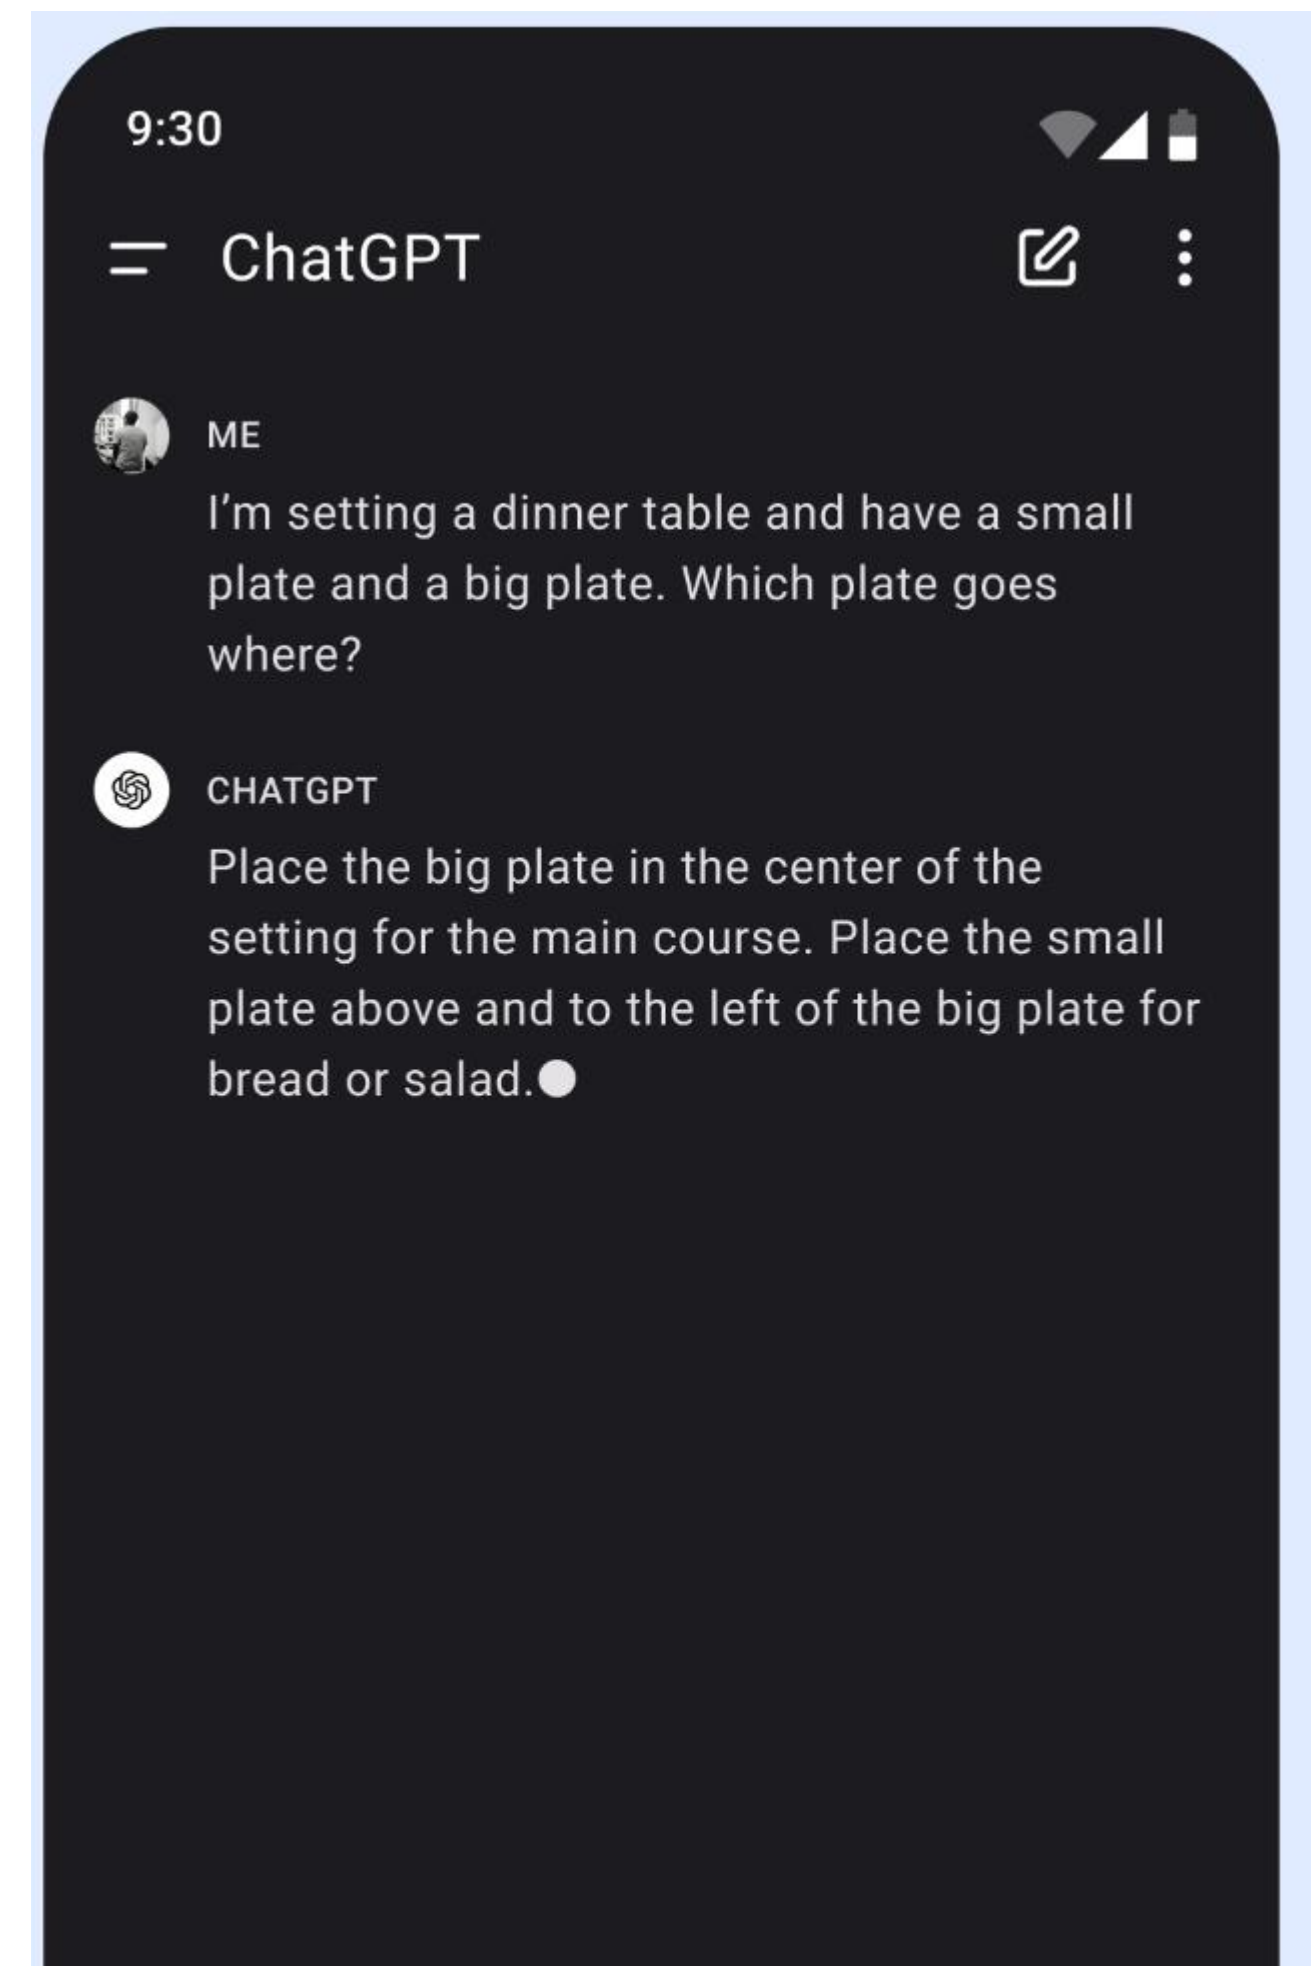 9:30
ChatGPT
ME
I’m setting a dinner table and have a small
plate and a big plate. Which plate goes
where?
CHATGPT
Place the big plate in the center of the
setting for the main course. Place the small
plate above and to the left of the big plate for
bread or salad.